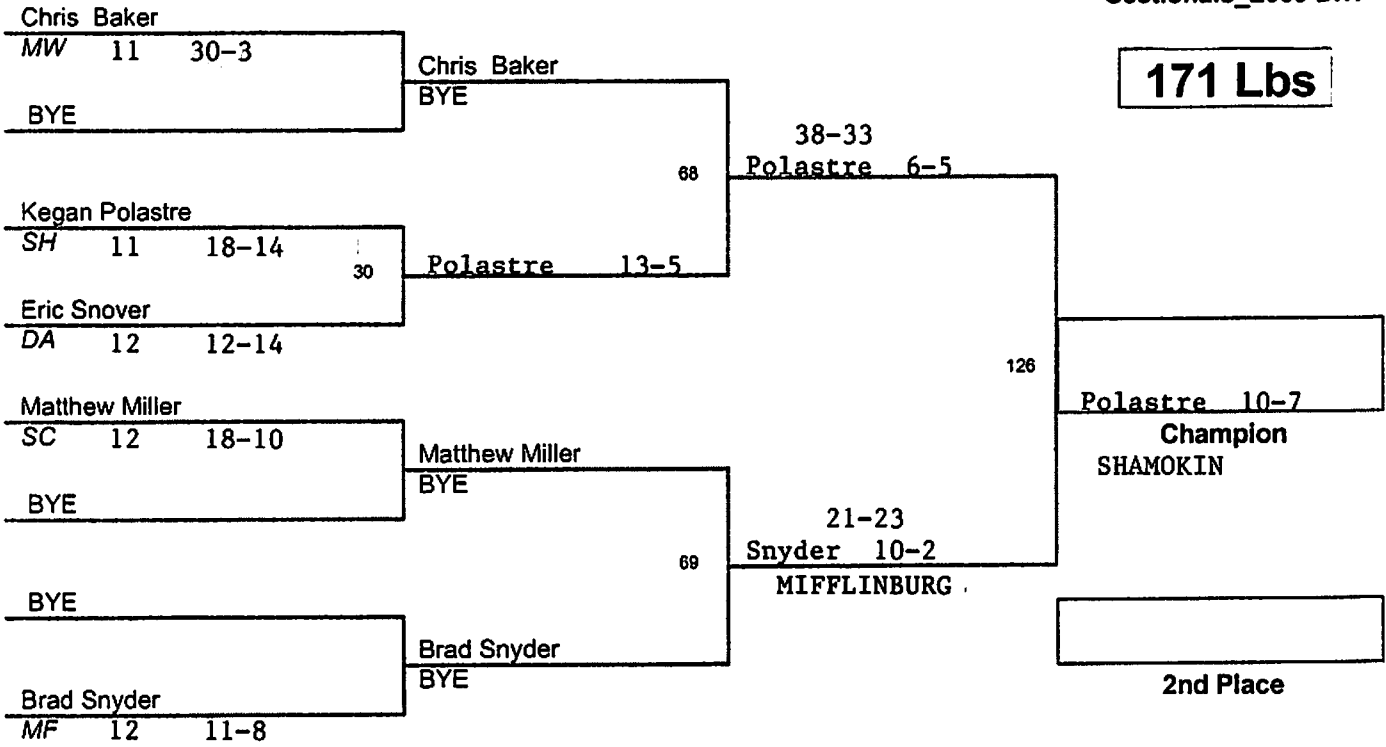 Chris Baker
MW 11 30-3
BYE
Chris Baker
BYE
171 Lbs
38-33
68 Polastre 6-5
Kegan Polastre
SH 11 18-14
30 Polastre 13-5
Eric Snover
DA 12 12-14
126
Matthew Miller
SC 12 18-10
Polastre 10-7
Champion
SHAMOKIN
Matthew Miller
BYE
BYE
21-23
69 Snyder 10-2
MIFFLINBURG
BYE
Brad Snyder
BYE
2nd Place
Brad Snyder
MF 12 11-8